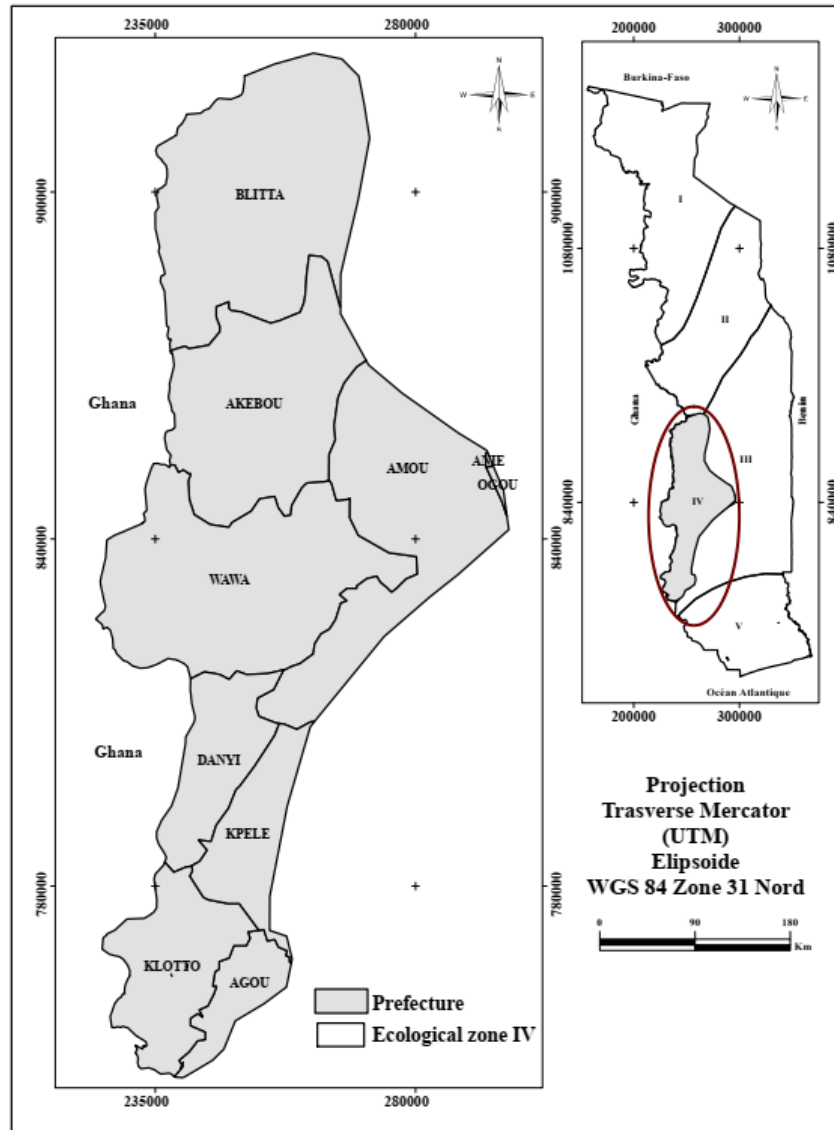 235000
280000
N
W
E
S
900000
900000
BLITTA
Ghana
AKEBOU
AMOU
ANIE
OGOU
840000
840000
WAWA
Ghana
DANYI
KPELE
780000
780000
KLOTTO
AGOU
Prefecture
Ecological zone IV
235000
280000
200000
300000
Burkina-Faso
N
W
E
S
I
1080000
1080000
II
Ghana
Benin
III
IV
840000
840000
V
Océan Atlantique
200000
300000
Projection
Trasverse Mercator
(UTM)
Elipsoide
WGS 84 Zone 31 Nord
0
90
180
Km